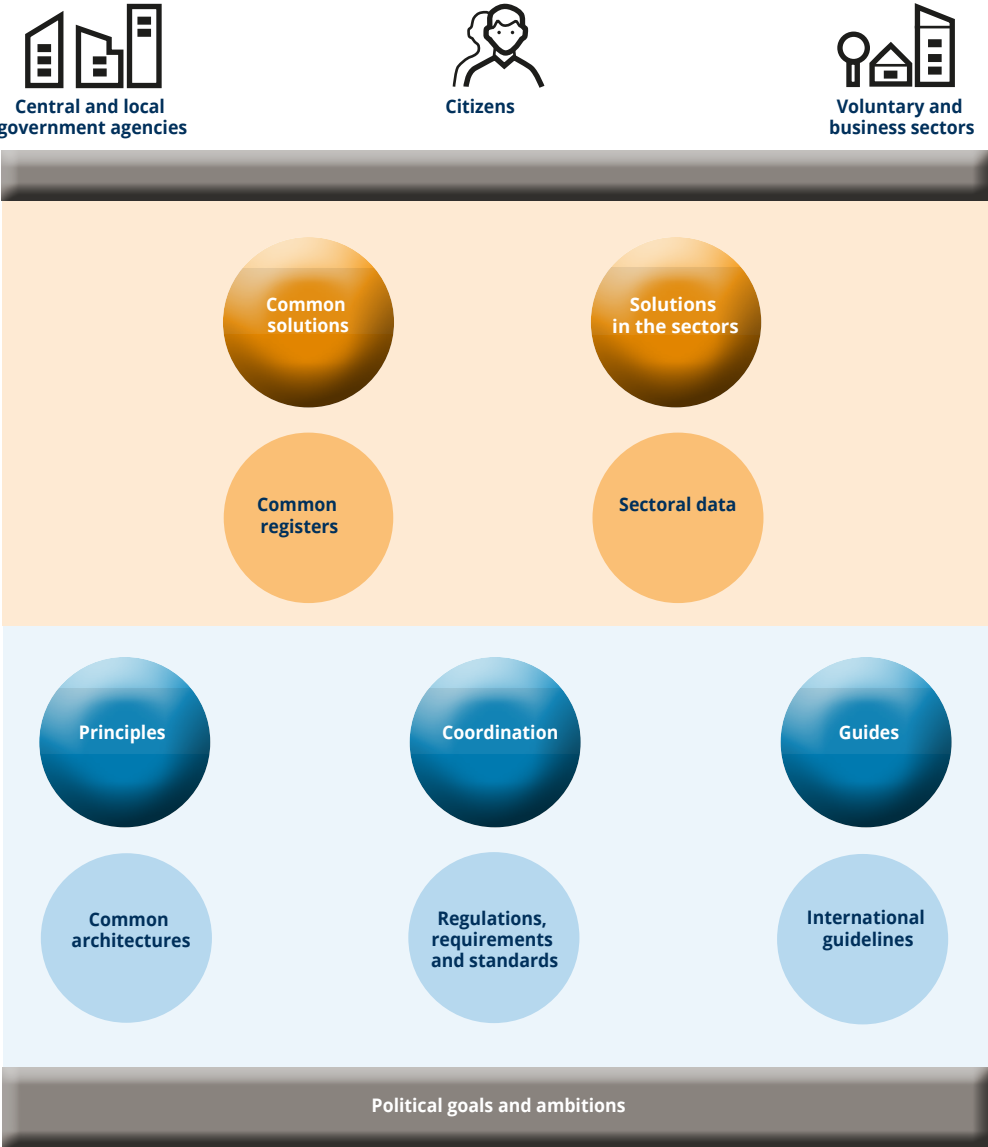 Central and local
government agencies
Citizens
Voluntary and
business sectors
Common
solutions
Solutions
in the sectors
Common
registers
Sectoral data
Principles
Coordination
Guides
Common
architectures
Regulations,
requirements
and standards
International
guidelines
Political goals and ambitions